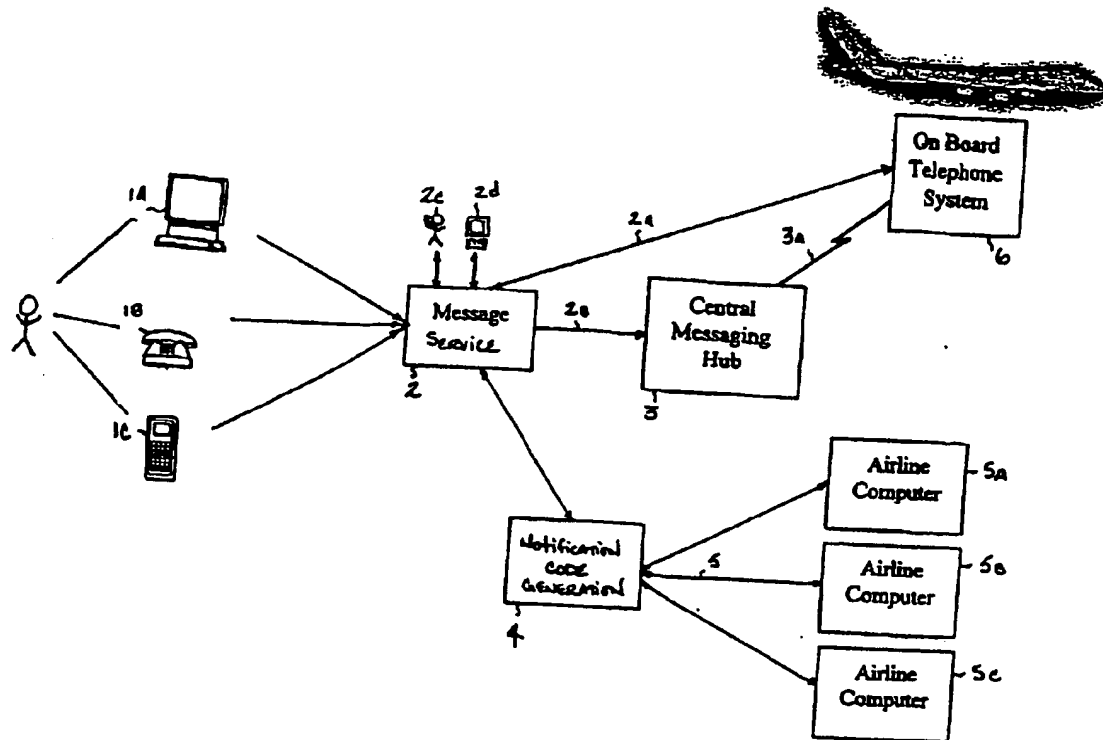 On Board
Telephone
System
6
1A
2c
2d
2a
3A
1B
Message
SERVICE
2
2B
Central
Messaging
Hub
3
1C
Airline
Computer
5A
Notification
CODE
GENERATION
4
5
Airline
Computer
5B
Airline
Computer
5C